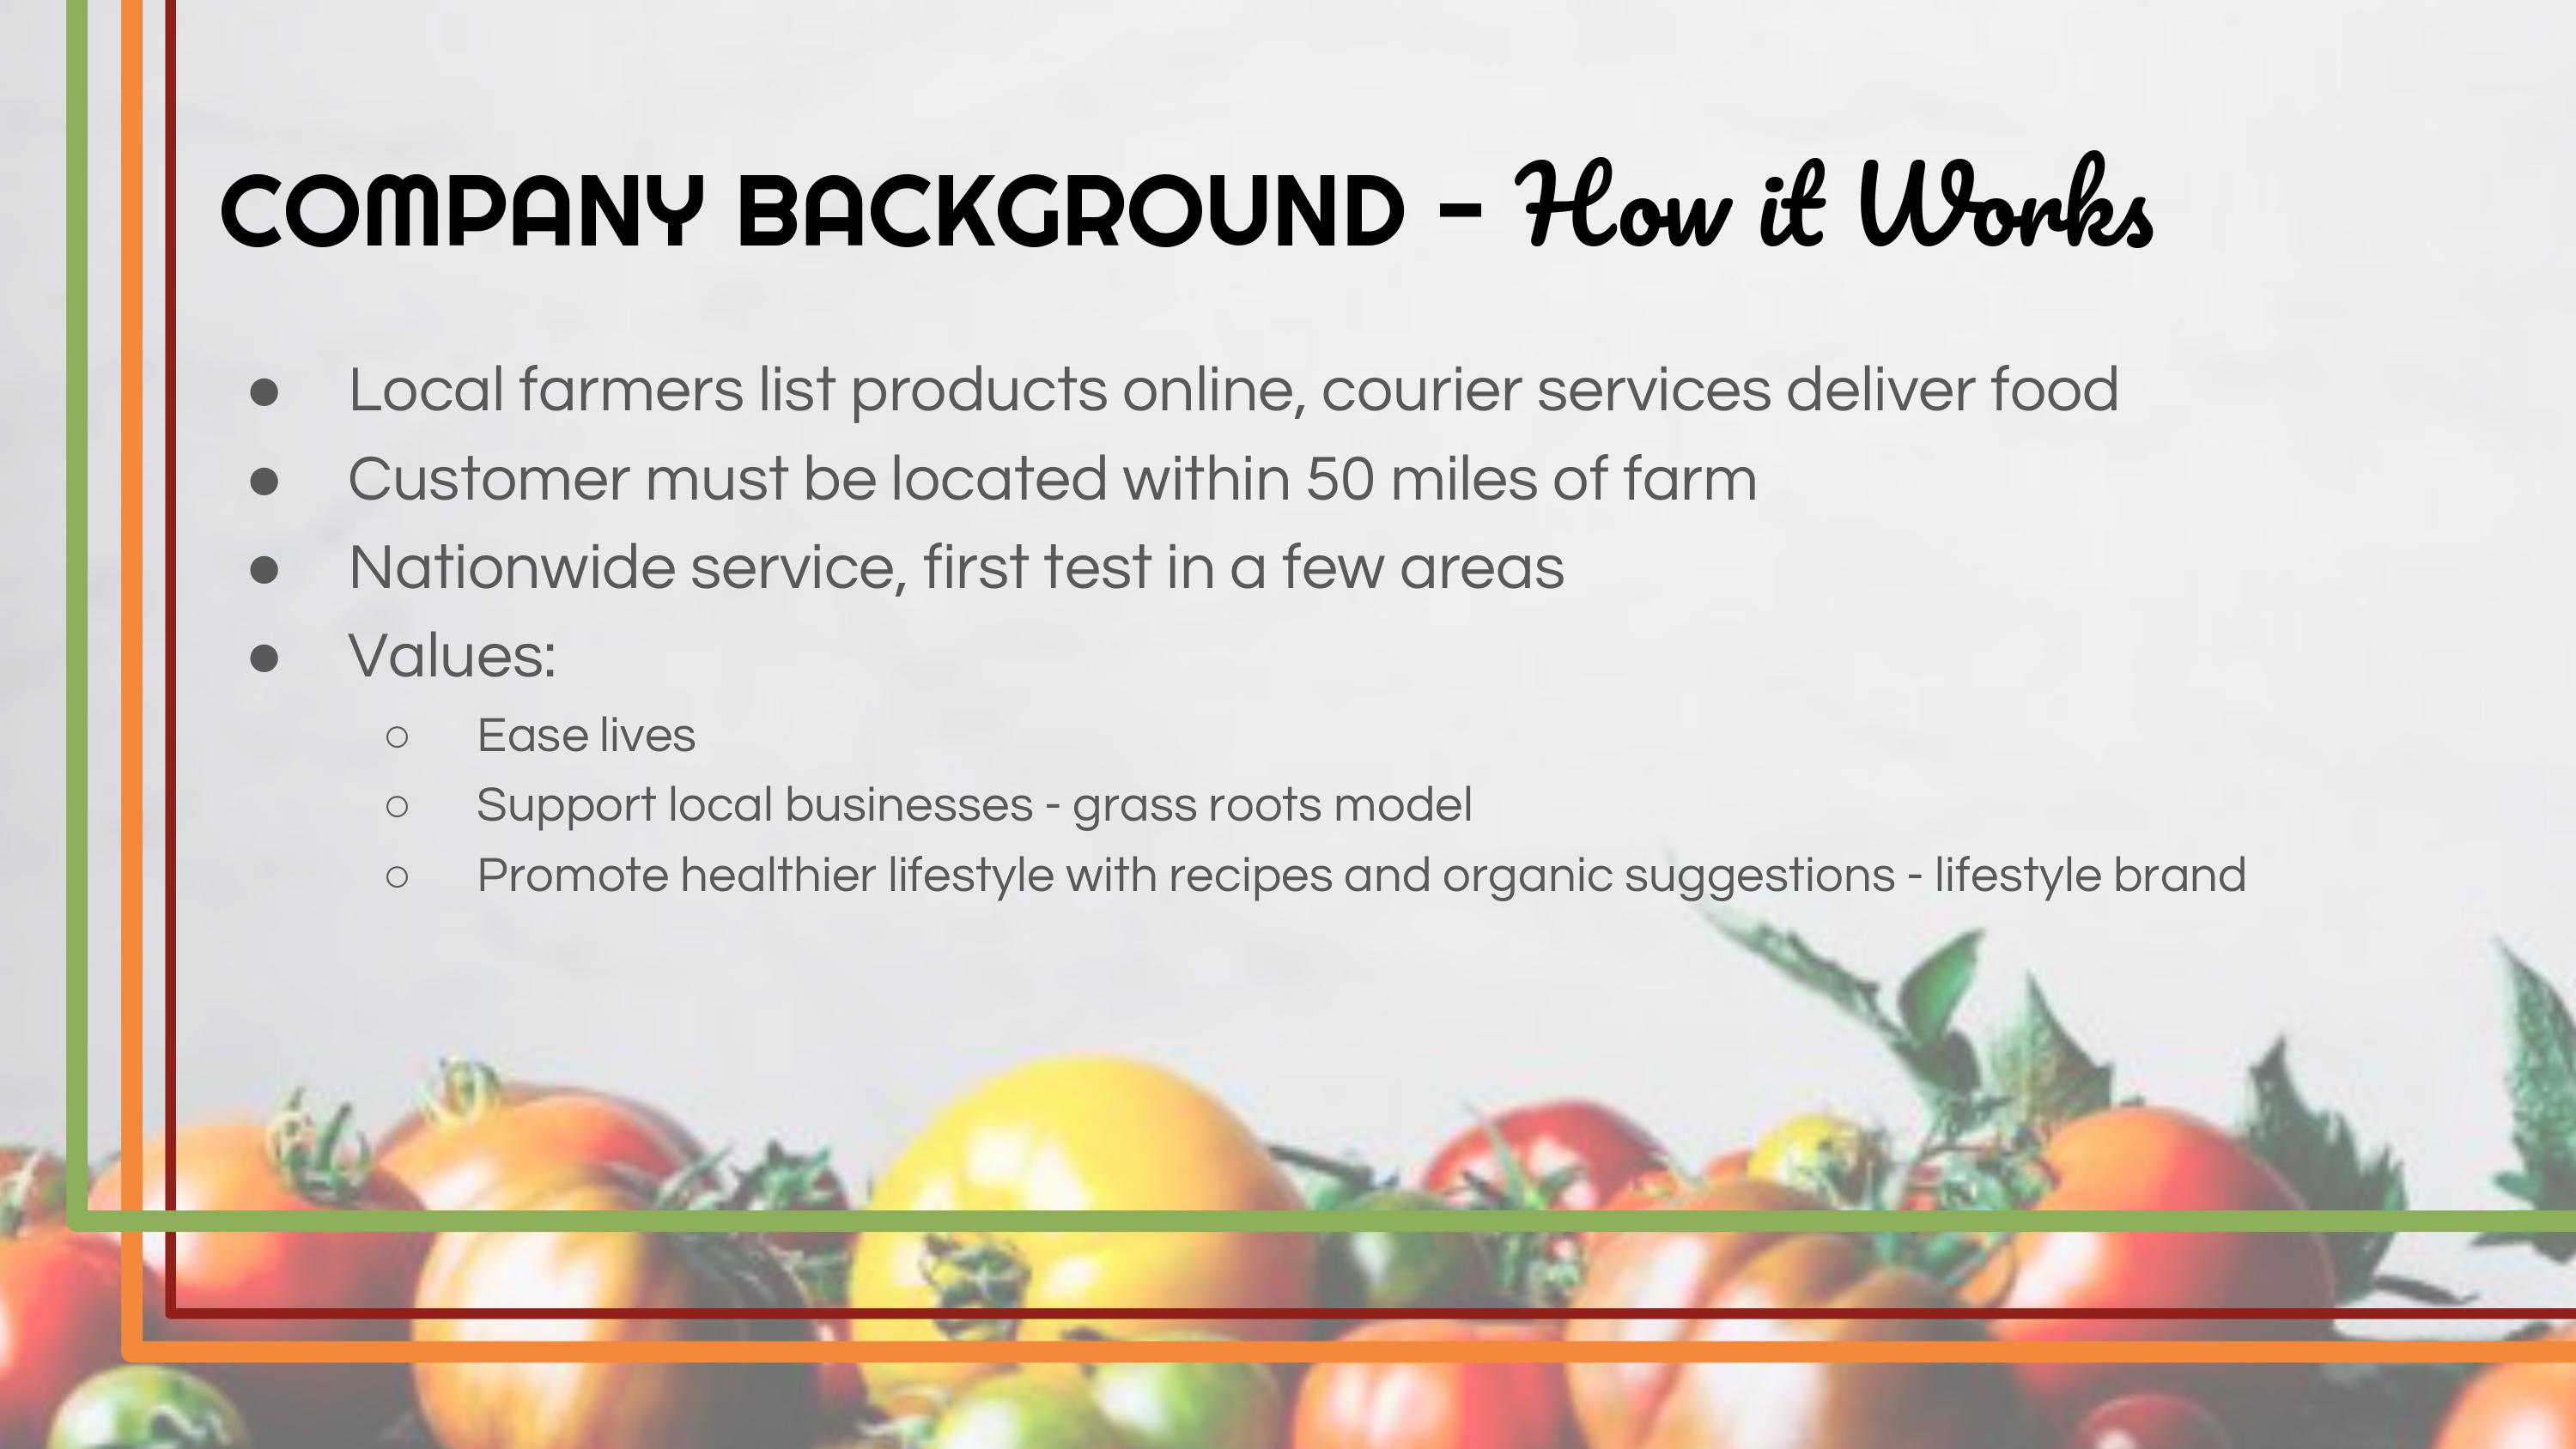 COMPANY BACKGROUND - How it Works
● Local farmers list products online, courier services deliver food
● Customer must be located within 50 miles of farm
● Nationwide service, first test in a few areas
● Values:
○ Ease lives
○ Support local businesses - grass roots model
○ Promote healthier lifestyle with recipes and organic suggestions - lifestyle brand